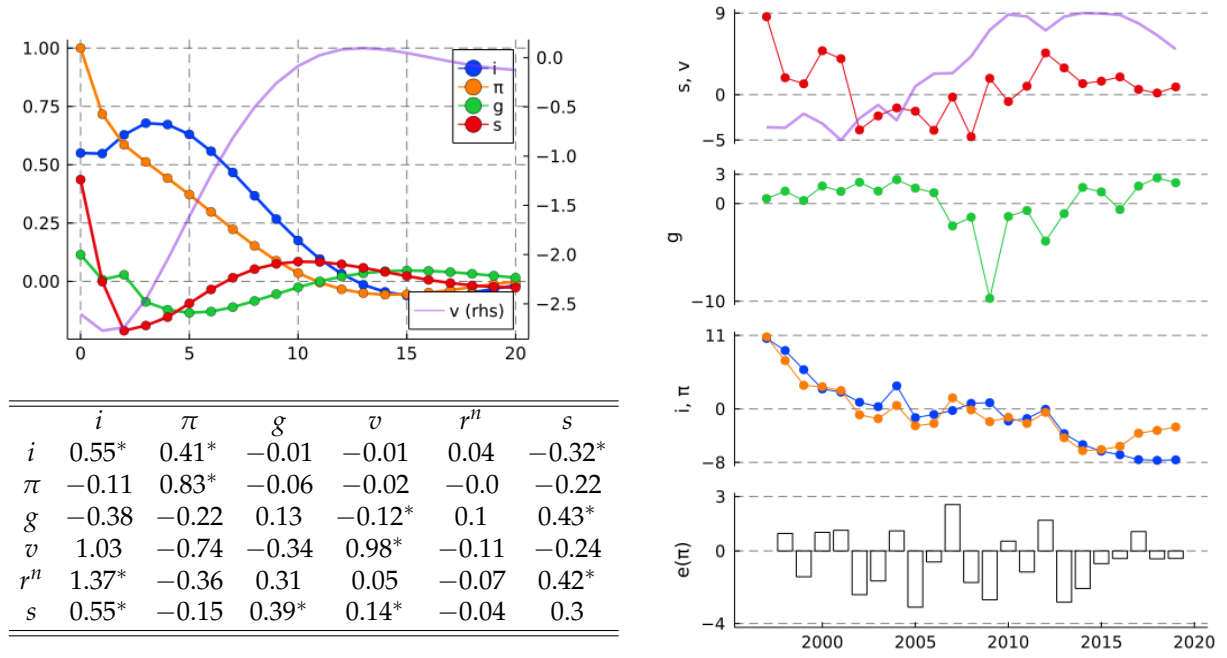 1.00
0.75
0.50
0.25
0.00
0.0
−0.5
−1.0
−1.5
−2.0
−2.5
i
π
g
s
v (rhs)
0 5 10 15 20
i π g v rⁿ s
i 0.55* 0.41* −0.01 −0.01 0.04 −0.32*
π −0.11 0.83* −0.06 −0.02 −0.0 −0.22
g −0.38 −0.22 0.13 −0.12* 0.1 0.43*
v 1.03 −0.74 −0.34 0.98* −0.11 −0.24
rⁿ 1.37* −0.36 0.31 0.05 −0.07 0.42*
s 0.55* −0.15 0.39* 0.14* −0.04 0.3
s, v
9
0
−5
g
3
0
−10
i, π
11
0
−8
e(π)
3
0
−4
2000 2005 2010 2015 2020